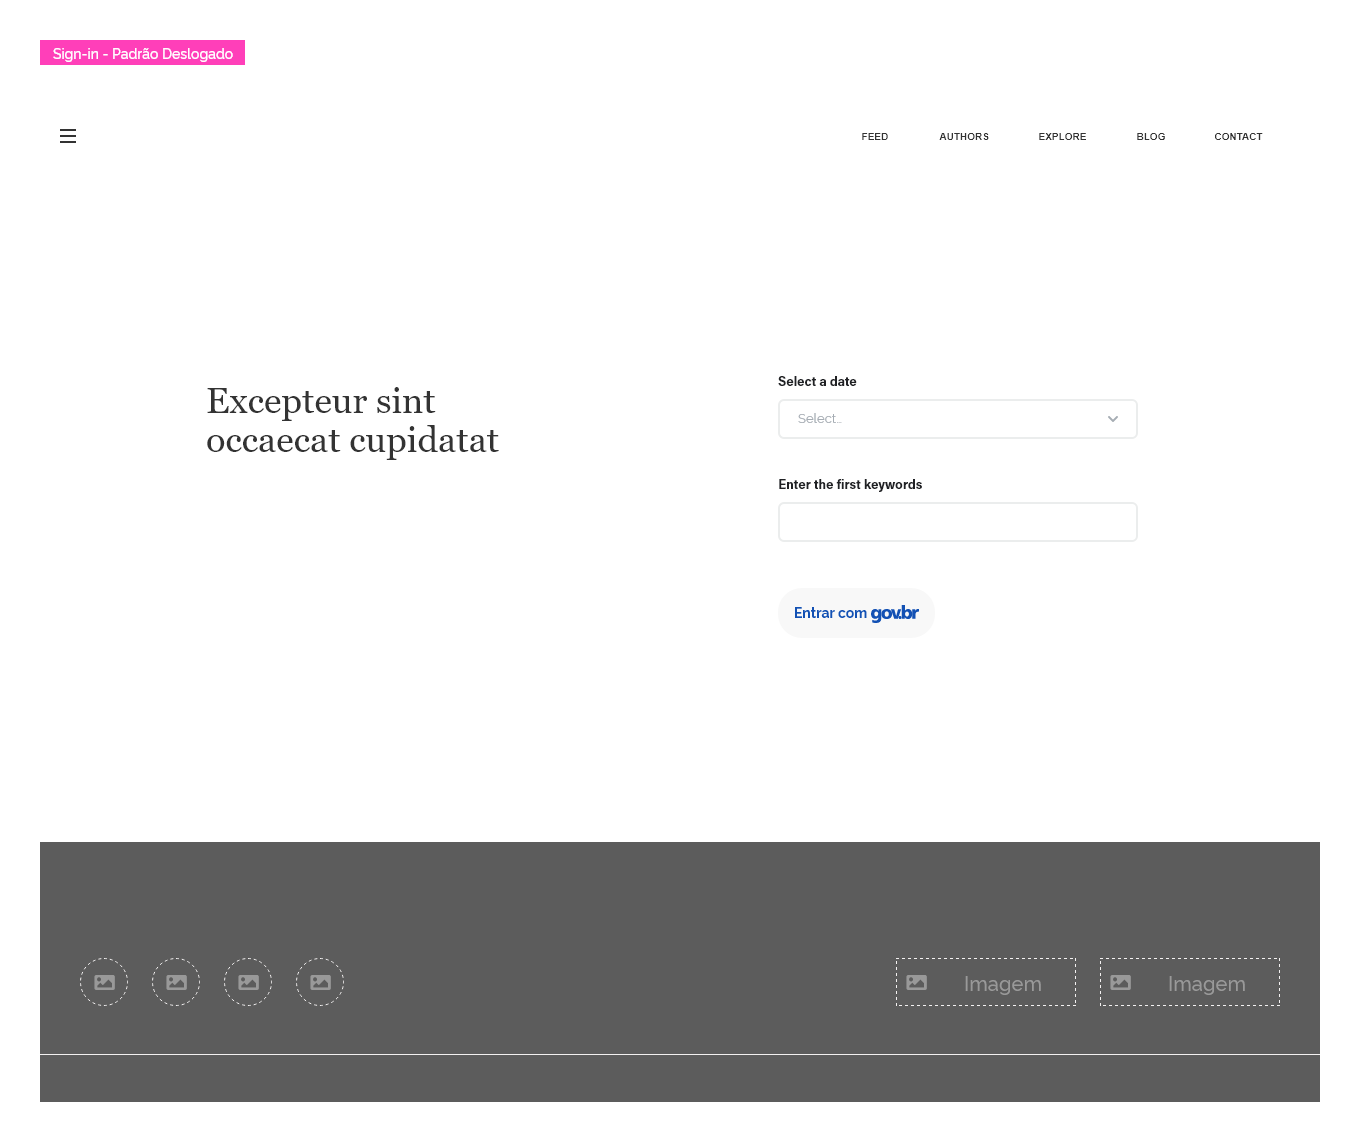 Sign-in - Padrão Deslogado
FEED AUTHORS EXPLORE BLOG CONTACT
Excepteur sint
occaecat cupidatat
Select a date
Select...
Enter the first keywords
Entrar com gov.br
Imagem Imagem